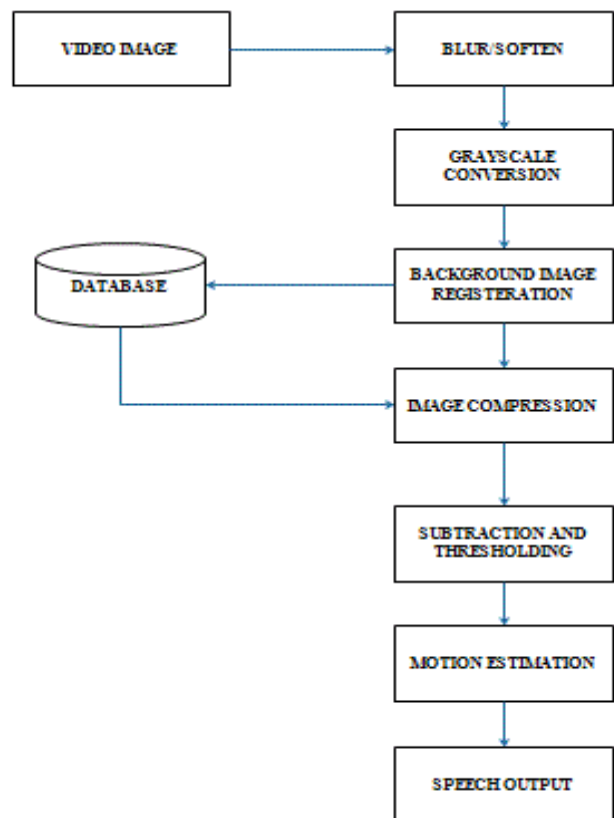 VIDEO IMAGE
BLUR/SOFTEN
GRAYSCALE
CONVERSION
DATABASE
BACKGROUND IMAGE
REGISTERATION
IMAGE COMPRESSION
SUBTRACTION AND
THRESHOLDING
MOTION ESTIMATION
SPEECH OUTPUT